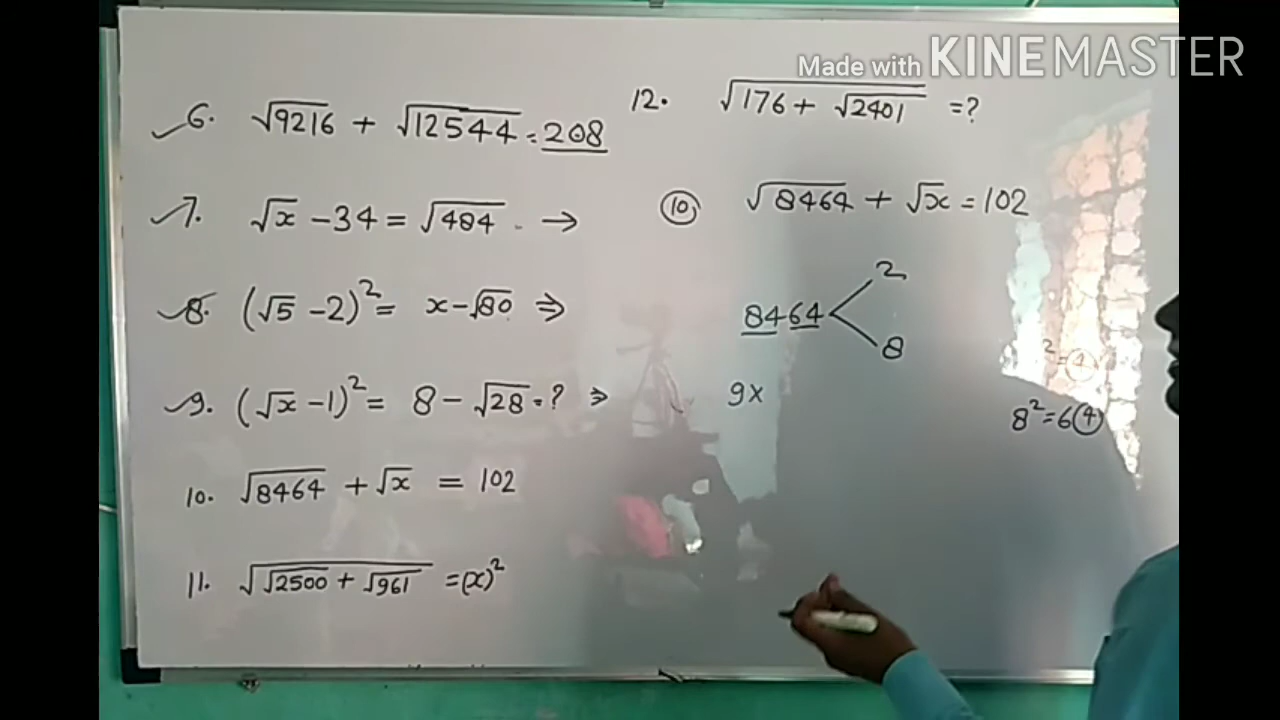 Made with KINEMASTER
6. √9216 + √12544 = 208
7. √x - 34 = √484 . →
8. (√5 - 2)² = x - √80 ⇒
9. (√x - 1)² = 8 - √28 = ? ⇒
10. √8464 + √x = 102
11. √√2500 + √961 = (x)²
12. √176 + √2401 = ?
10 √8464 + √x = 102
8464 < 2
8
9x
² = 4
8² = 64